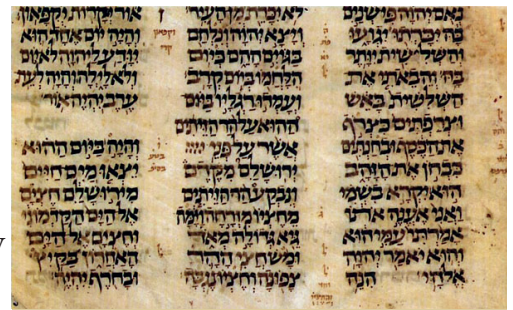 נאם יהוה פי שנים
בה יכרתו יגועו
והשלשית יותר
בה והבאתי את
השלשית באש
וצרפתים כצרף
את הכסף ובחנתים
כבחן את הזהב
הוא יקרא בשמי
ואני אענה אתו
אמרתי עמי הוא
והוא יאמר יהוה
אלהי הנה
לא יכרת מן העיר
ויצא יהוה ונלחם
בגוים ההם כיום
הלחמו ביום קרב
ועמדו רגליו ביום
ההוא על הר הזיתים
אשר על פני
ירושלם מקדם
ונבקע הר הזיתים
מחציו מזרחה וימה
גיא גדולה מאד
ומש חצי ההר
צפונה וחציו נגבה
אור יקרות יקפאון
והיה יום אחד הוא
יודע ליהוה לא יום
ולא לילה והיה לעת
ערב יהיה אור
והיה ביום ההוא
יצאו מים חיים
מירושלם חצים
אל הים הקדמוני
וחצים אל הים
האחרון בקיץ
ובחרף יהיה